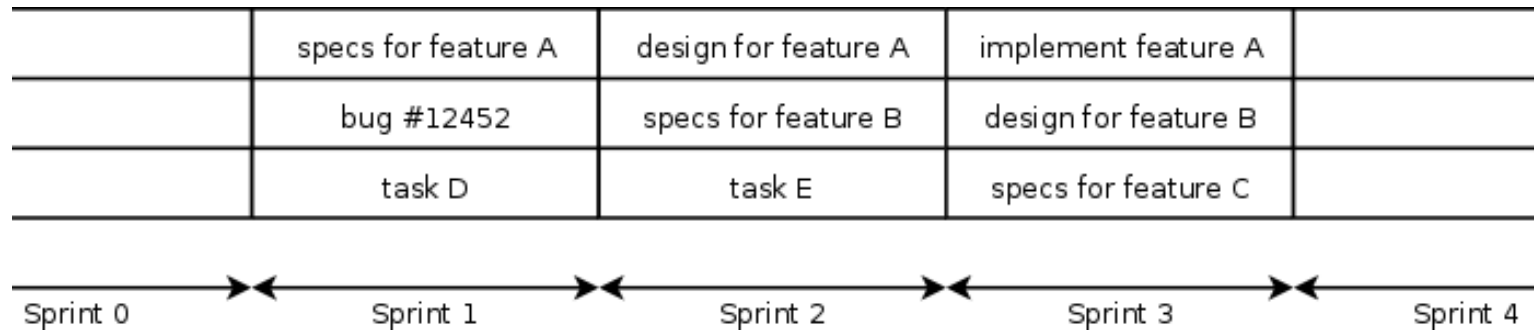 specs for feature A design for feature A implement feature A
bug #12452 specs for feature B design for feature B
task D task E specs for feature C
Sprint 0 Sprint 1 Sprint 2 Sprint 3 Sprint 4